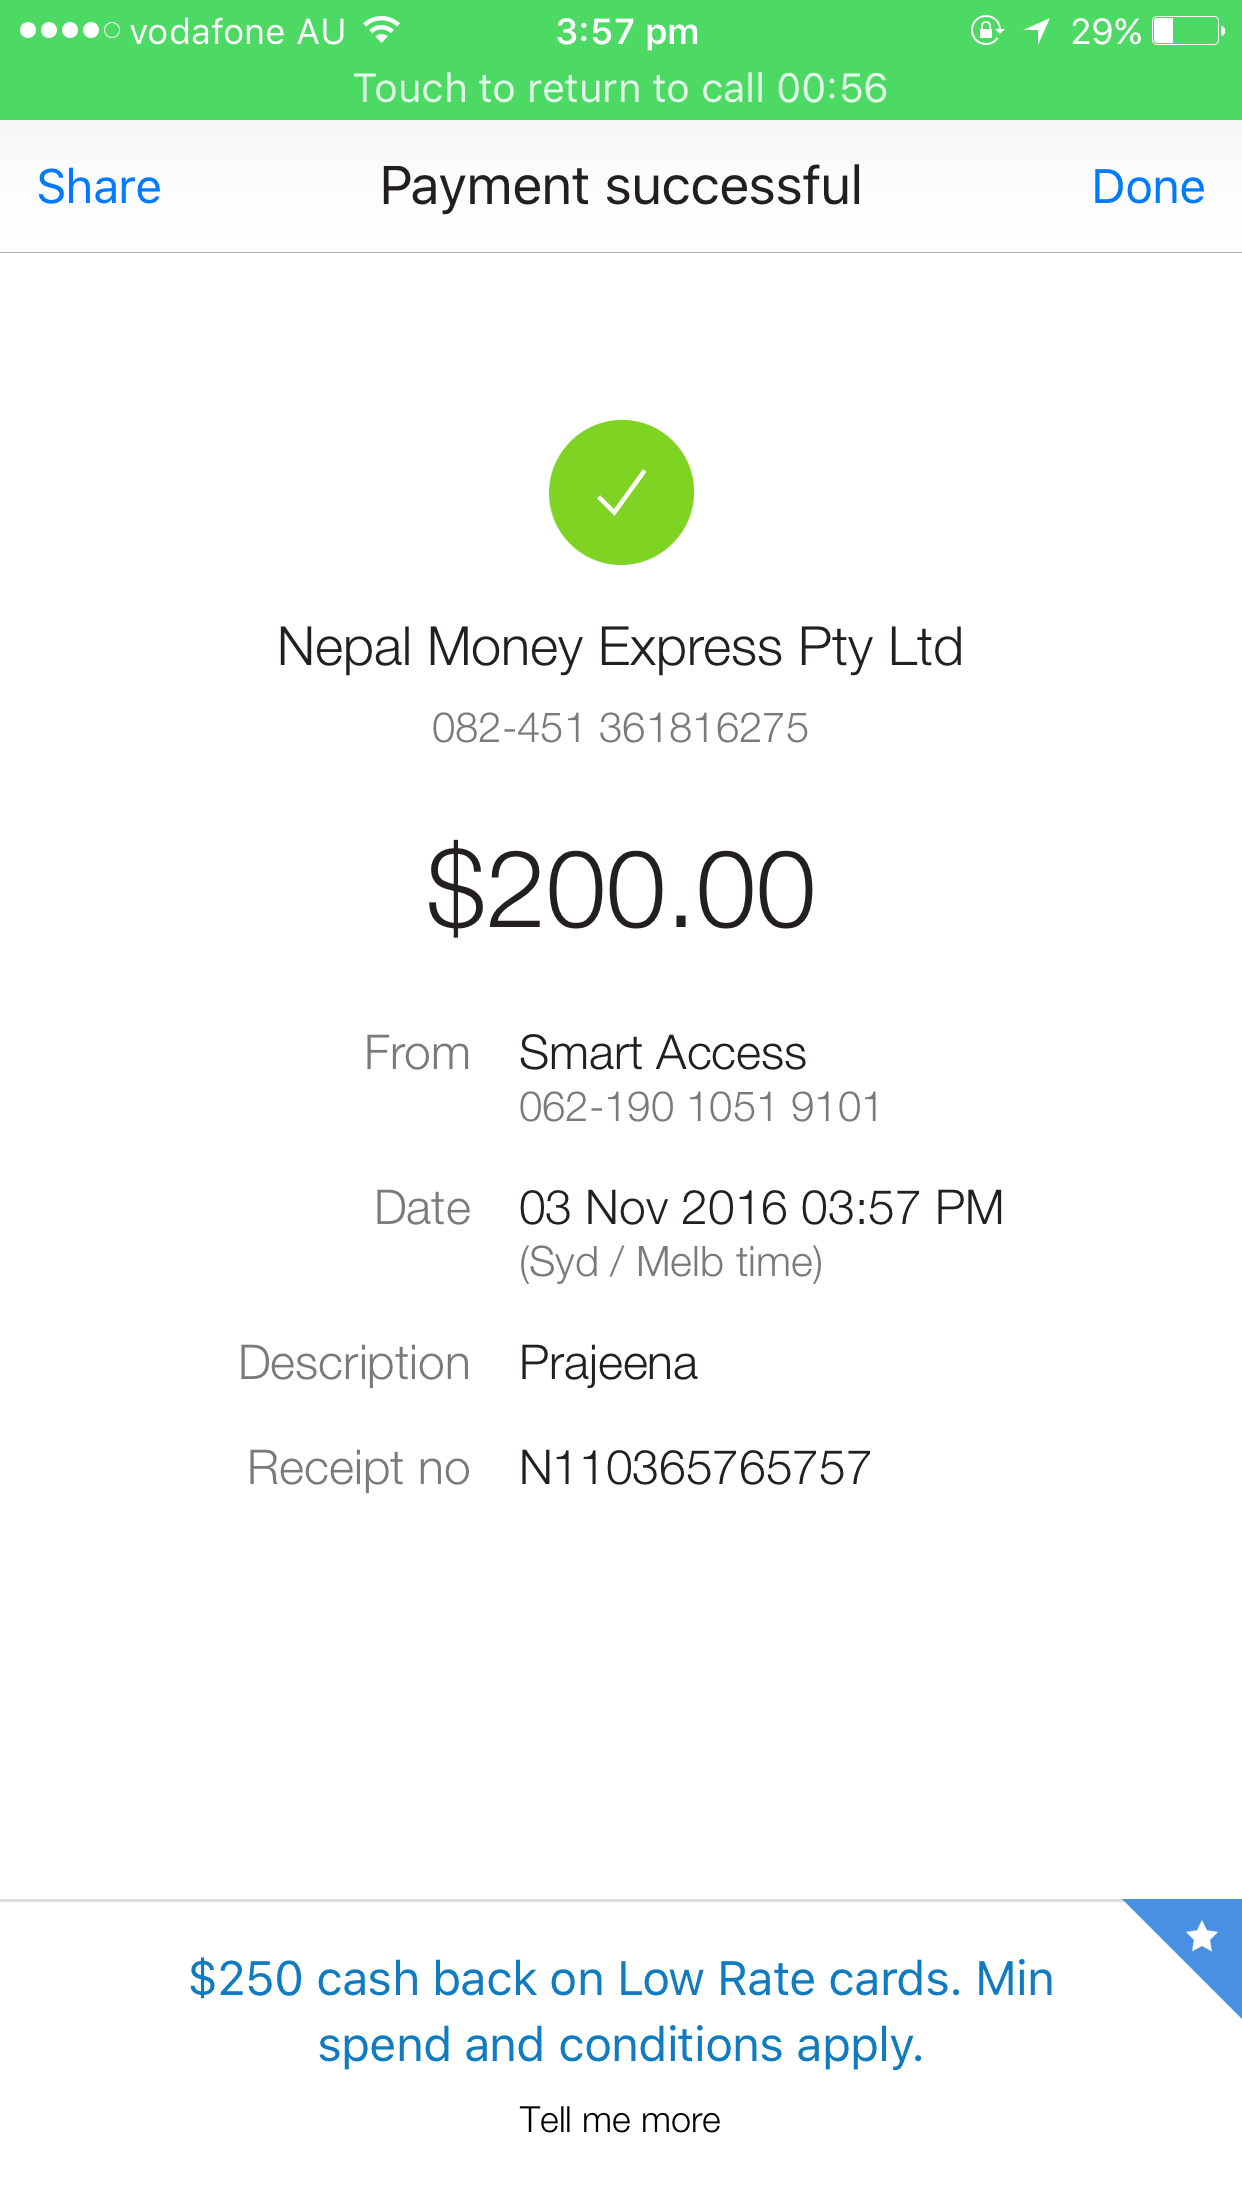 vodafone AU 3:57 pm 29%
Touch to return to call 00:56
Share Payment successful Done
Nepal Money Express Pty Ltd
082-451 361816275
$200.00
From Smart Access
062-190 1051 9101
Date 03 Nov 2016 03:57 PM
(Syd / Melb time)
Description Prajeena
Receipt no N110365765757
$250 cash back on Low Rate cards. Min
spend and conditions apply.
Tell me more